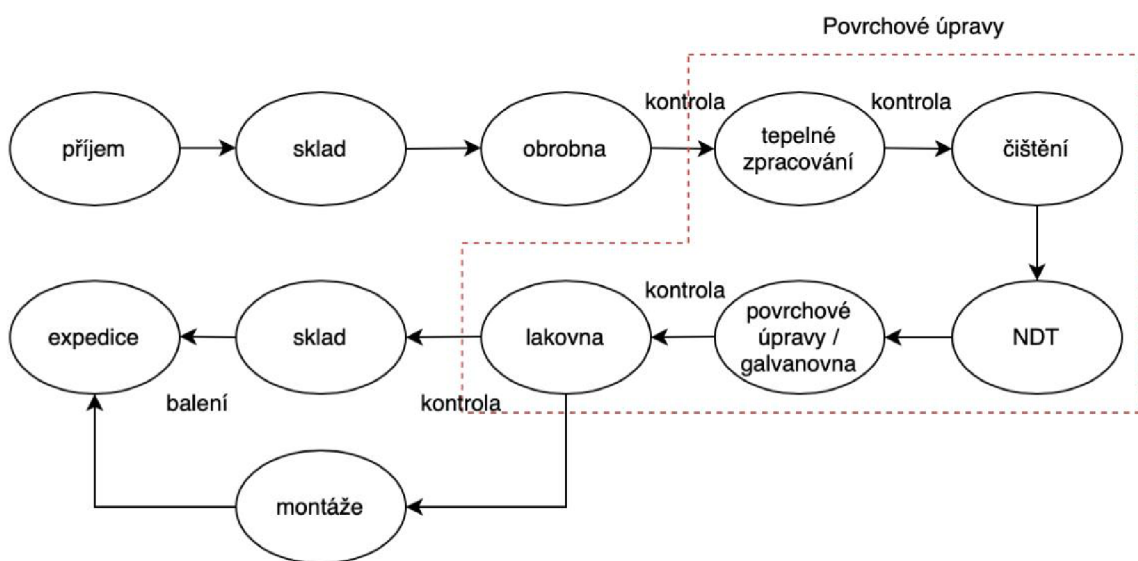 Povrchové úpravy
kontrola
kontrola
příjem
sklad
obrobna
tepelné
zpracování
čištění
kontrola
expedice
sklad
lakovna
povrchové
úpravy /
galvanovna
NDT
balení
kontrola
montáže